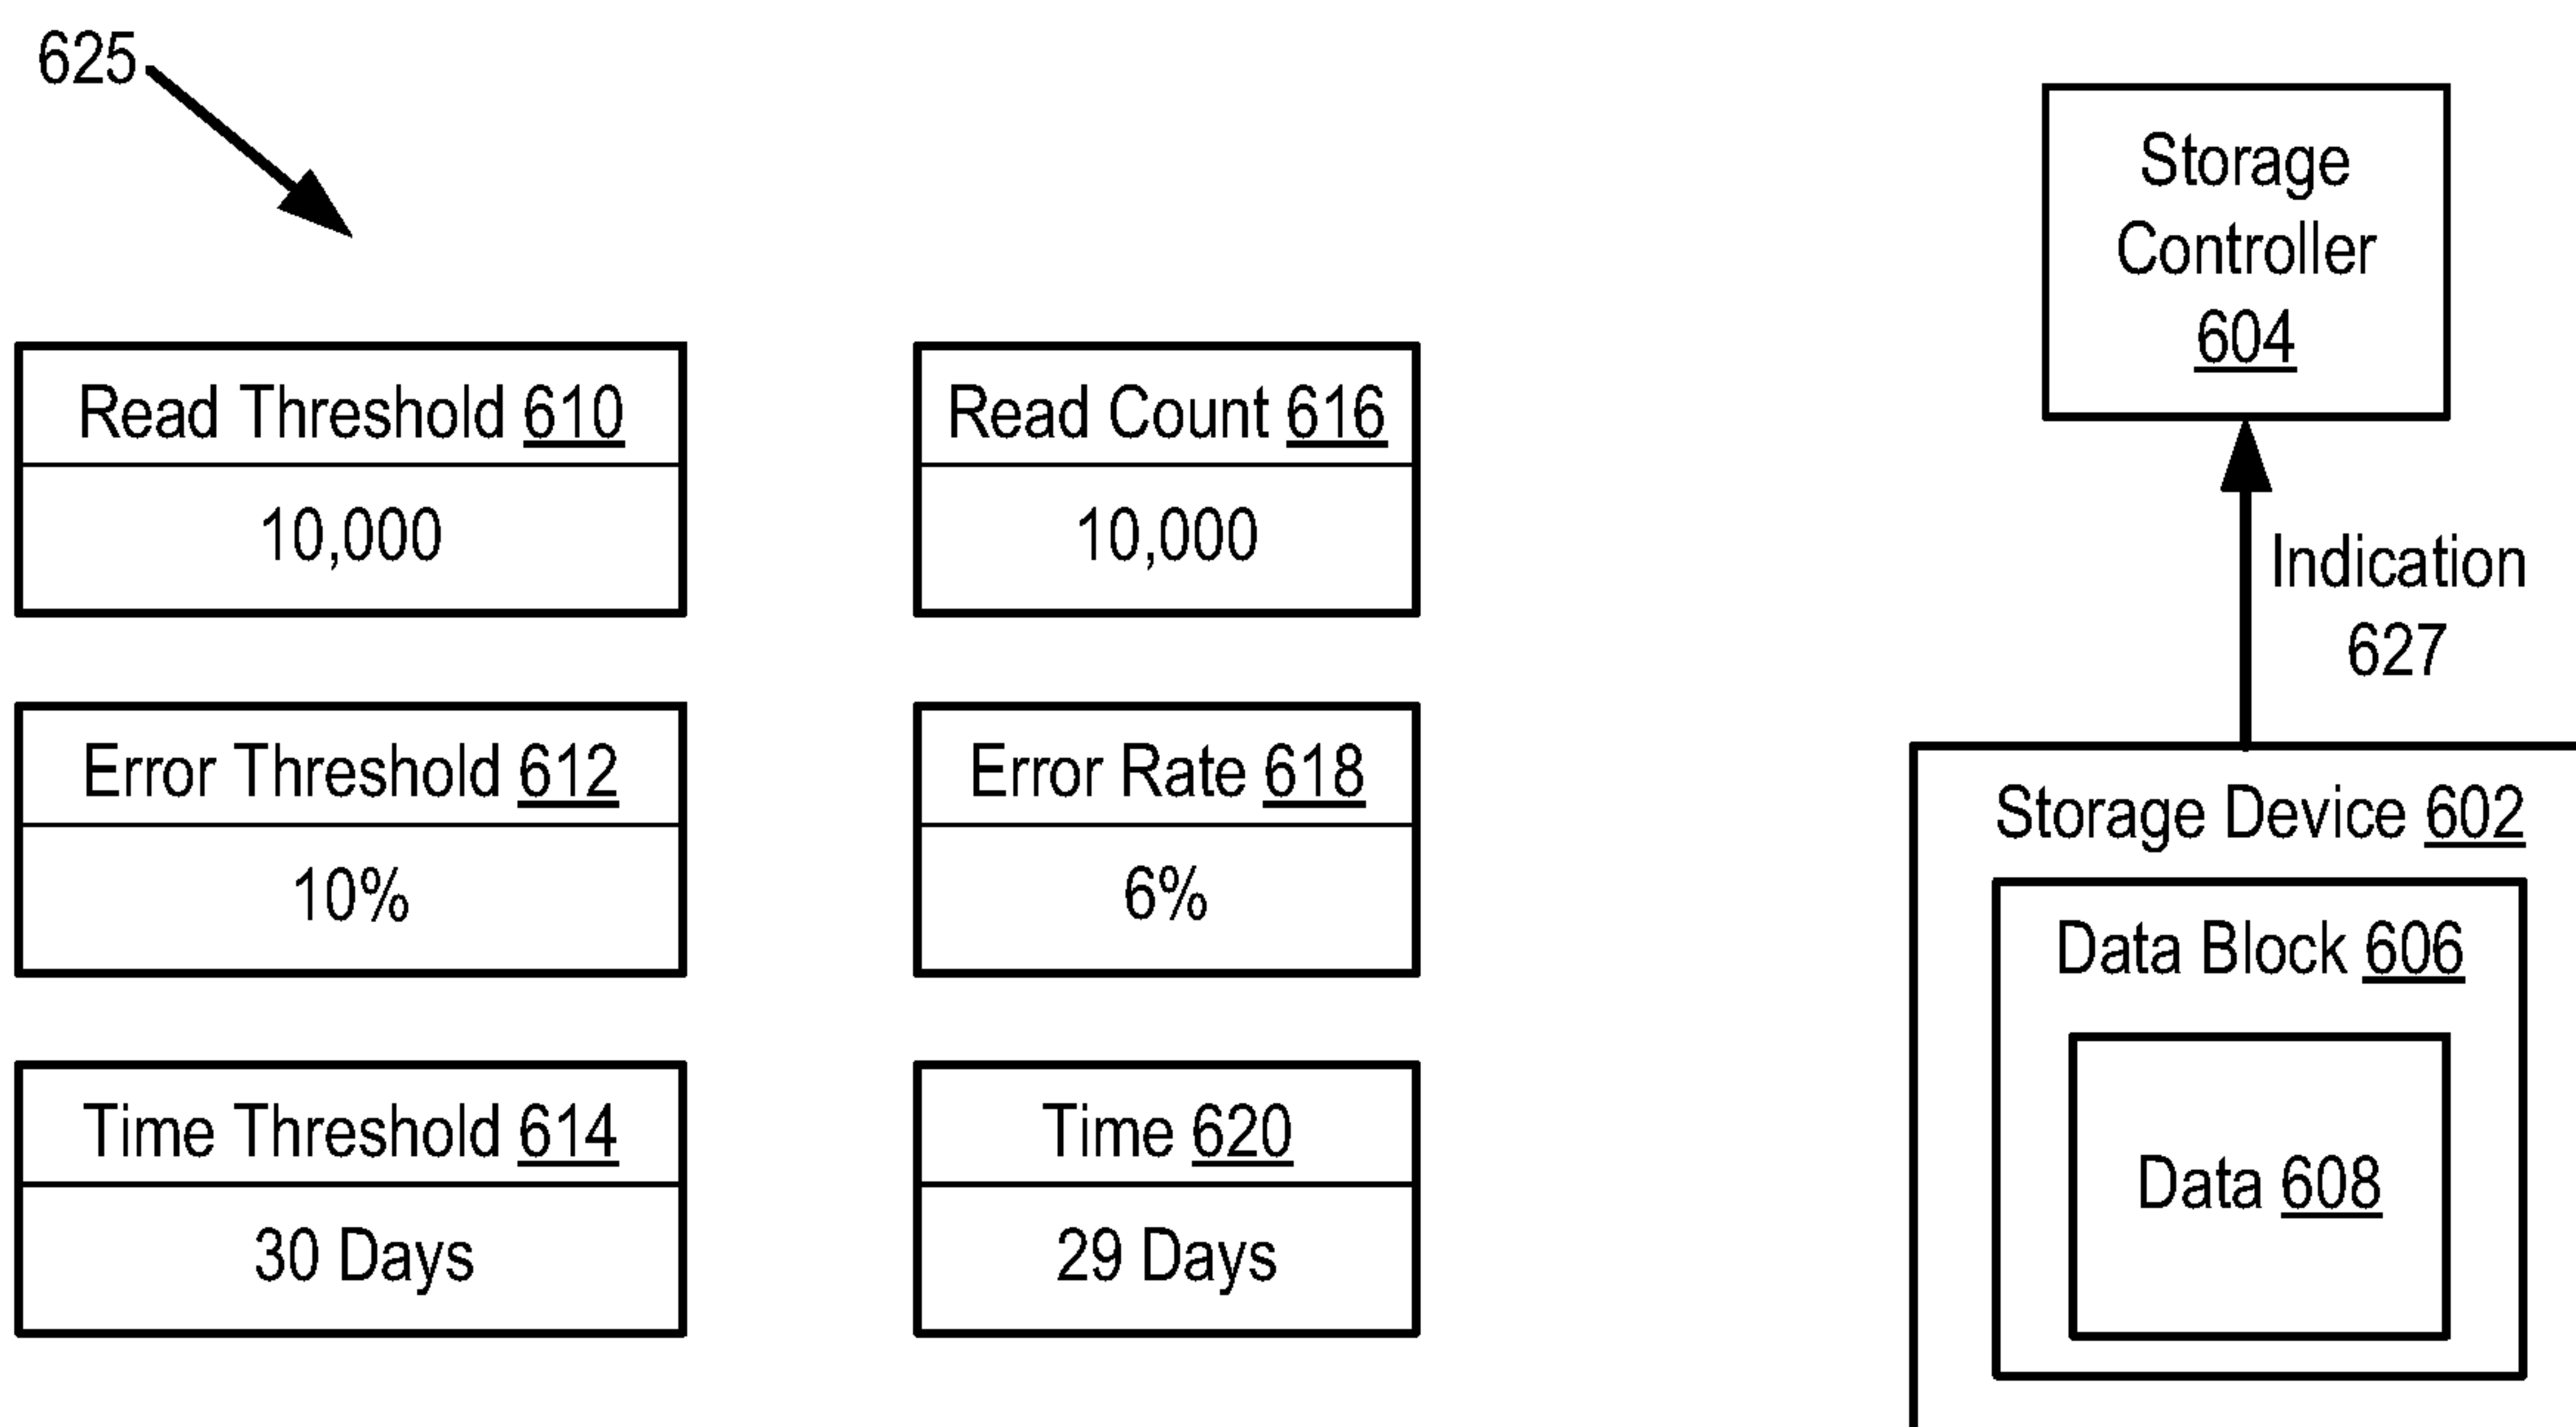 625
Read Threshold 610
10,000
Read Count 616
10,000
Error Threshold 612
10%
Error Rate 618
6%
Time Threshold 614
30 Days
Time 620
29 Days
Storage
Controller
604
Indication
627
Storage Device 602
Data Block 606
Data 608